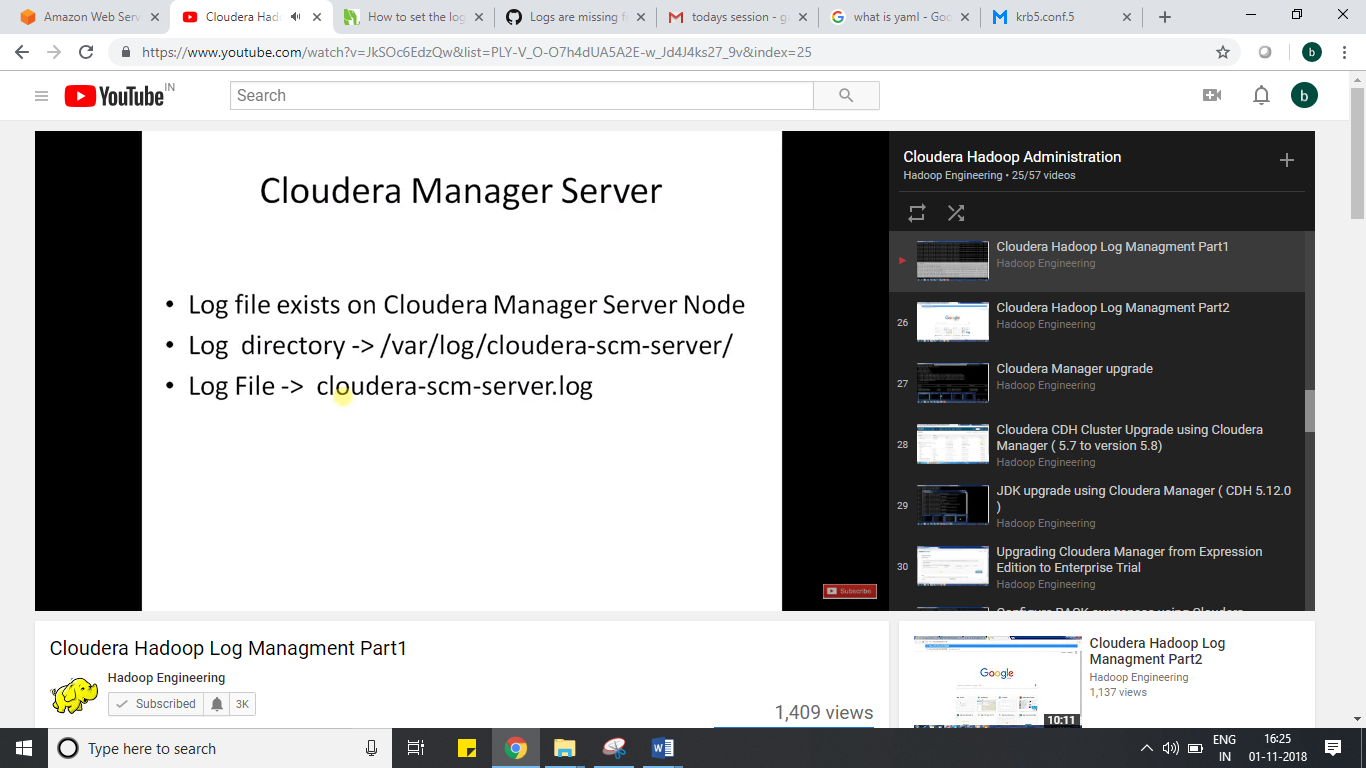 Amazon Web Serv
Cloudera Had
How to set the log
Logs are missing f
todays session - g
what is yaml - Goo
krb5.conf.5
https://www.youtube.com/watch?v=JkSOc6EdzQw&list=PLY-V_O-O7h4dUA5A2E-w_Jd4J4ks27_9v&index=25
b
YouTube IN
Search
b
Cloudera Manager Server
• Log file exists on Cloudera Manager Server Node
• Log directory -> /var/log/cloudera-scm-server/
• Log File -> cloudera-scm-server.log
Subscribe
Cloudera Hadoop Administration
Hadoop Engineering • 25/57 videos
Cloudera Hadoop Log Managment Part1
Hadoop Engineering
26
Cloudera Hadoop Log Managment Part2
Hadoop Engineering
27
Cloudera Manager upgrade
Hadoop Engineering
28
Cloudera CDH Cluster Upgrade using Cloudera
Manager ( 5.7 to version 5.8)
Hadoop Engineering
29
JDK upgrade using Cloudera Manager ( CDH 5.12.0
)
Hadoop Engineering
30
Upgrading Cloudera Manager from Expression
Edition to Enterprise Trial
Hadoop Engineering
Configure RACK awareness using Cloudera
Cloudera Hadoop Log Managment Part1
Hadoop Engineering
Subscribed
3K
1,409 views
Google
10:11
Cloudera Hadoop Log
Managment Part2
Hadoop Engineering
1,137 views
Type here to search
ENG
IN
16:25
01-11-2018